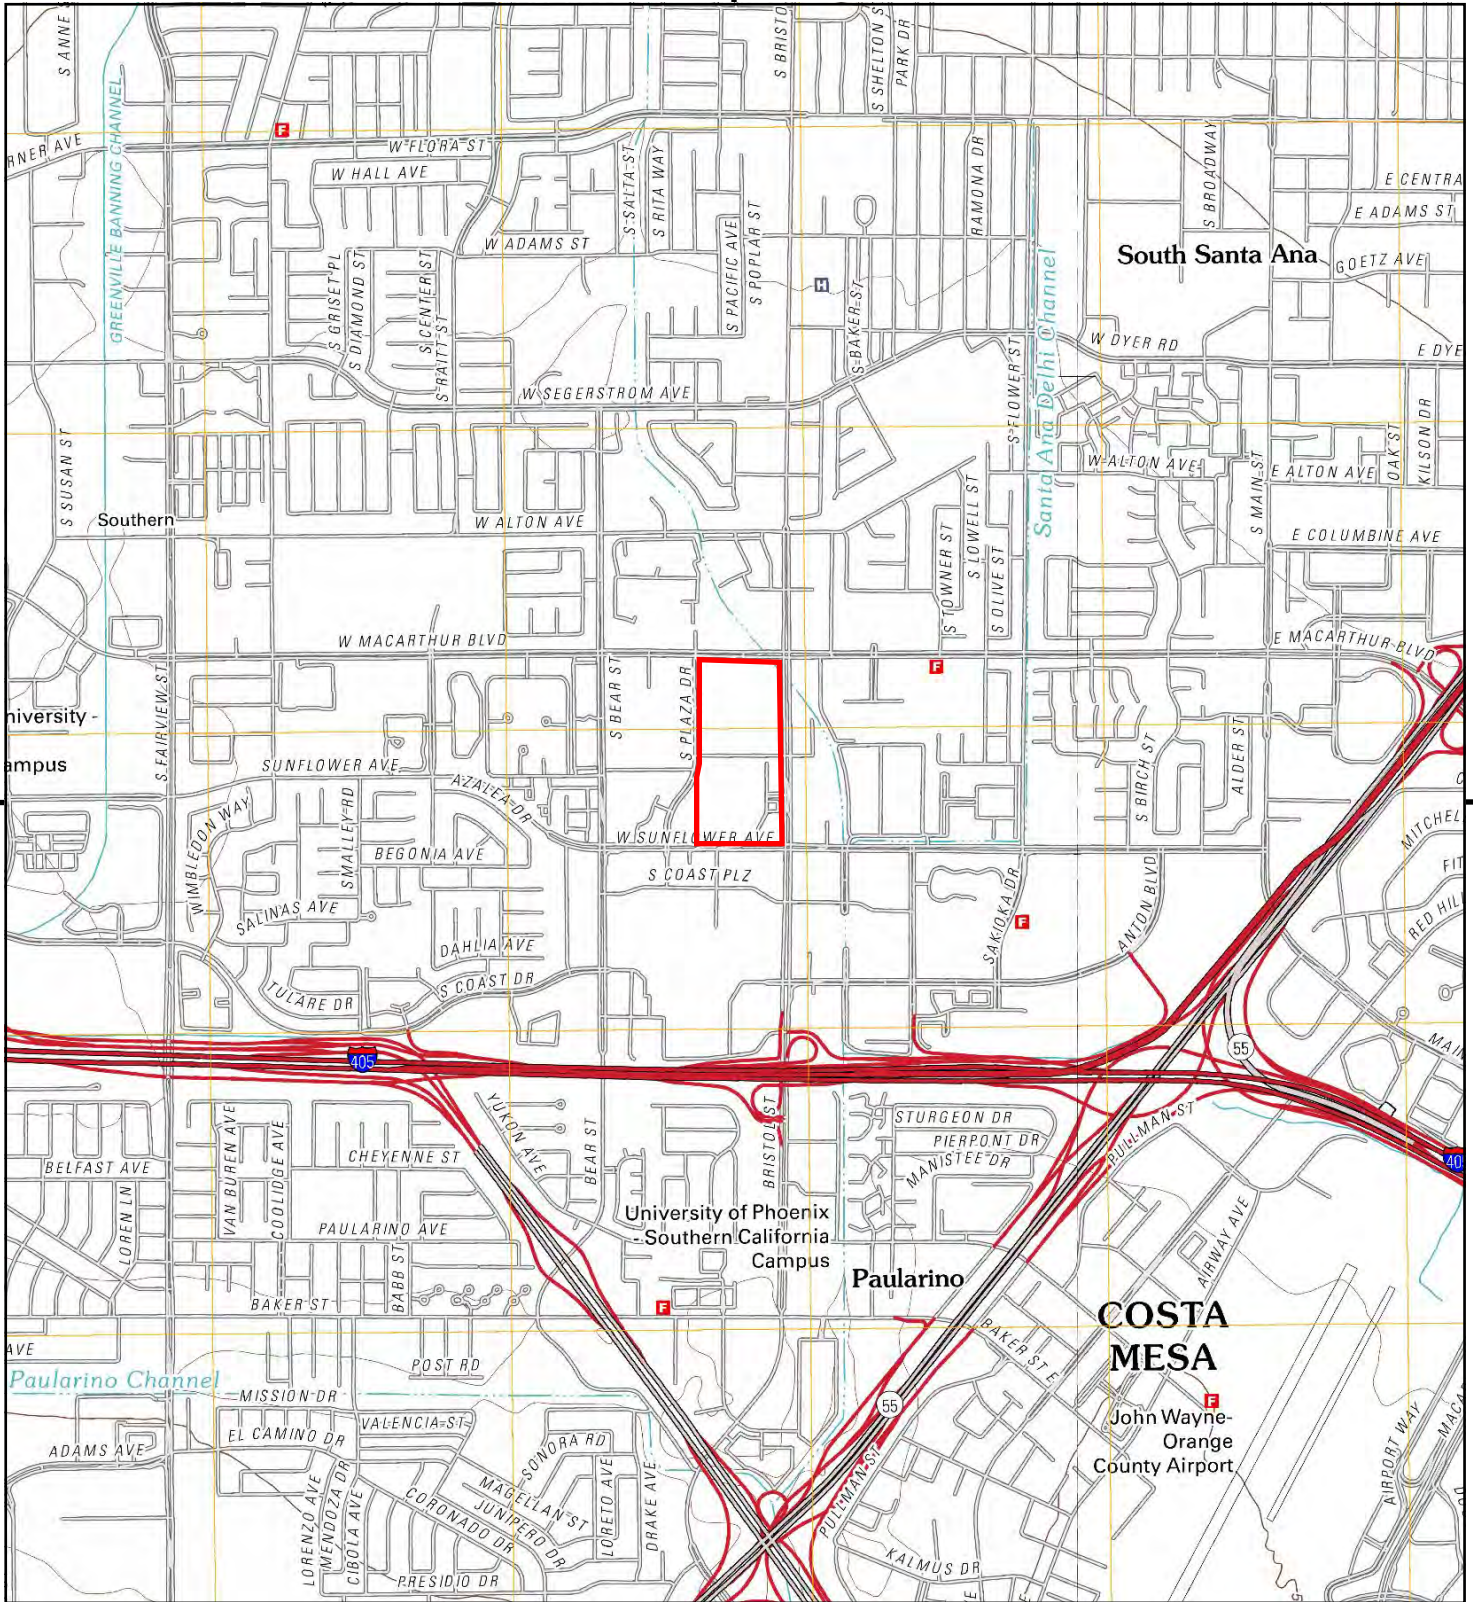 S ANNE
S BRISTO
S SHELTON S
PARK DR
GREENVILLE BANNING CHANNEL
F
RNER AVE
W FLORA ST
W HALL AVE
S SALTA ST
S RITA WAY
RAMONA DR
S BROADWAY
E CENTRA
E ADAMS ST
W ADAMS ST
South Santa Ana
GOETZ AVE
S GRISET PL
S DIAMOND ST
S CENTER ST
S RAITT ST
S PACIFIC AVE
S POPLAR ST
H
S BAKER ST
Santa Ana Delhi Channel
W DYER RD
E DYE
W SEGERSTROM AVE
S FLOWER ST
S SUSAN ST
W ALTON AVE
S MAIN ST
E ALTON AVE
OAK ST
KILSON DR
Southern
W ALTON AVE
S TOWNER ST
S LOWELL ST
S OLIVE ST
E COLUMBINE AVE
W MACARTHUR BLVD
E MACARTHUR BLVD
F
S FAIRVIEW ST
S BEAR ST
S PLAZA DR
niversity -
ampus
SUNFLOWER AVE
AZALEA DR
S BIRCH ST
ALDER ST
WIMBLEDON WAY
SMALLEY RD
BEGONIA AVE
W SUNFLOWER AVE
S COAST PLZ
MITCHEL
FIT
RED HIL
SALINAS AVE
SAKIOKA DR
F
ANTON BLVD
DAHLIA AVE
TULARE DR
S COAST DR
405
55
MAIN
VAN BUREN AVE
COOLIDGE AVE
YUKON AVE
BEAR ST
BRISTOL ST
STURGEON DR
PIERPONT DR
MANISTEE DR
PULLMAN ST
BELFAST AVE
CHEYENNE ST
405
LOREN LN
PAULARINO AVE
University of Phoenix
- Southern California
Campus
AIRWAY AVE
BABB ST
Paularino
BAKER ST
F
COSTA
MESA
BAKER ST E
AVE
POST RD
Paularino Channel
MISSION DR
55
F
John Wayne-
Orange
County Airport
AIRPORT WAY
MACA
VALENCIA ST
EL CAMINO DR
ADAMS AVE
SONORA RD
LORENZO AVE
MENDOZA DR
CIBOLA AVE
MAGELLAN ST
JUNIPERO DR
CORONADO DR
LORETO AVE
DRAKE AVE
PULLMAN ST
PRESIDIO DR
KALMUS DR